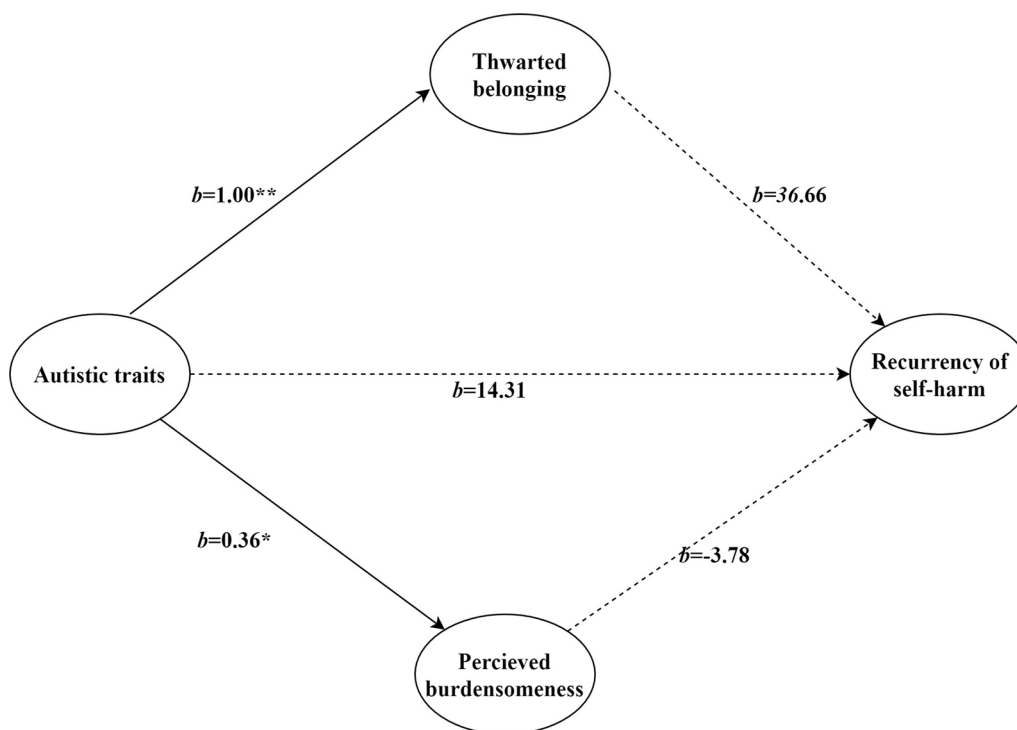 Thwarted
belonging
b=1.00**
b=36.66
Autistic traits
b=14.31
Recurrency of
self-harm
b=0.36*
b=-3.78
Percieved
burdensomeness